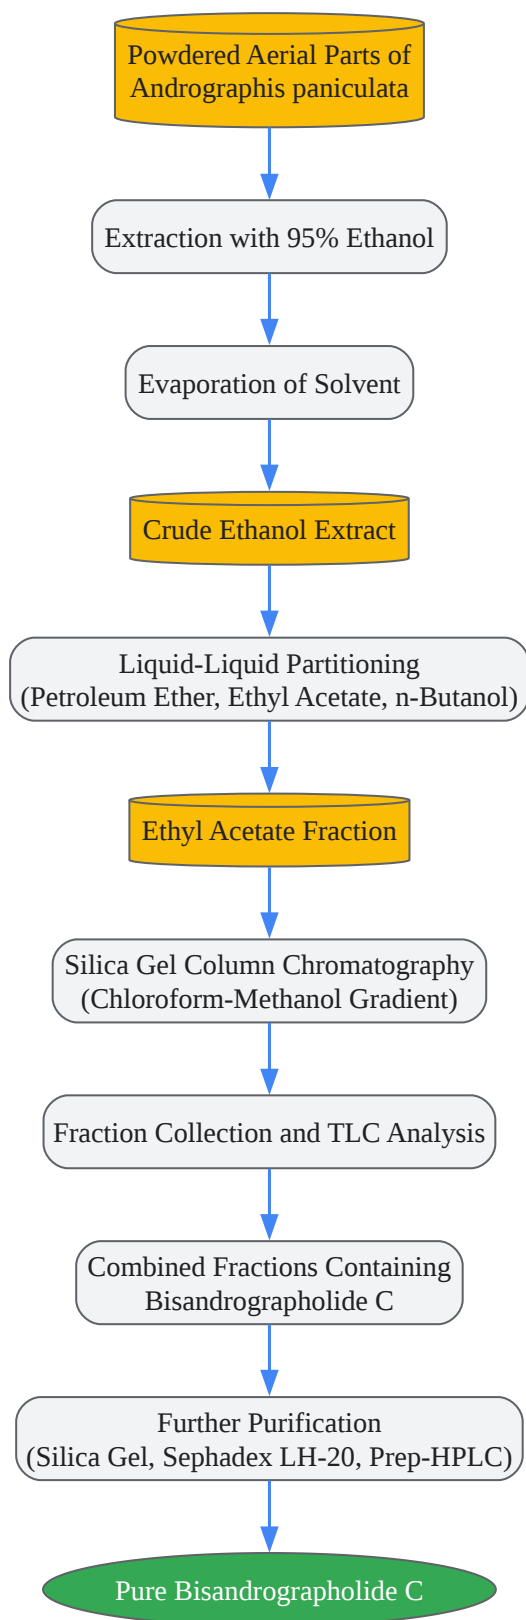 Powdered Aerial Parts of
Andrographis paniculata
Extraction with 95% Ethanol
Evaporation of Solvent
Crude Ethanol Extract
Liquid-Liquid Partitioning
(Petroleum Ether, Ethyl Acetate, n-Butanol)
Ethyl Acetate Fraction
Silica Gel Column Chromatography
(Chloroform-Methanol Gradient)
Fraction Collection and TLC Analysis
Combined Fractions Containing
Bisandrographolide C
Further Purification
(Silica Gel, Sephadex LH-20, Prep-HPLC)
Pure Bisandrographolide C